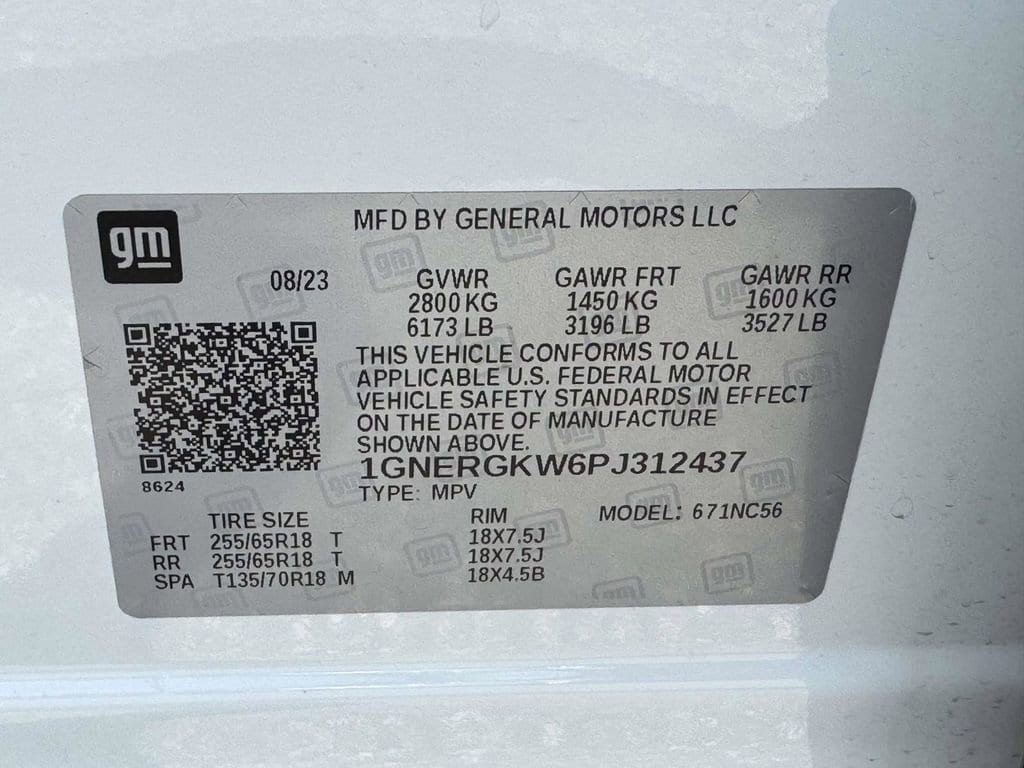 gm
MFD BY GENERAL MOTORS LLC
08/23 GVWR GAWR FRT GAWR RR
2800 KG 1450 KG 1600 KG
6173 LB 3196 LB 3527 LB
THIS VEHICLE CONFORMS TO ALL
APPLICABLE U.S. FEDERAL MOTOR
VEHICLE SAFETY STANDARDS IN EFFECT
ON THE DATE OF MANUFACTURE
SHOWN ABOVE.
1GNERGKW6PJ312437
8624
TYPE: MPV
TIRE SIZE RIM MODEL: 671NC56
FRT 255/65R18 T 18X7.5J
RR 255/65R18 T 18X7.5J
SPA T135/70R18 M 18X4.5B